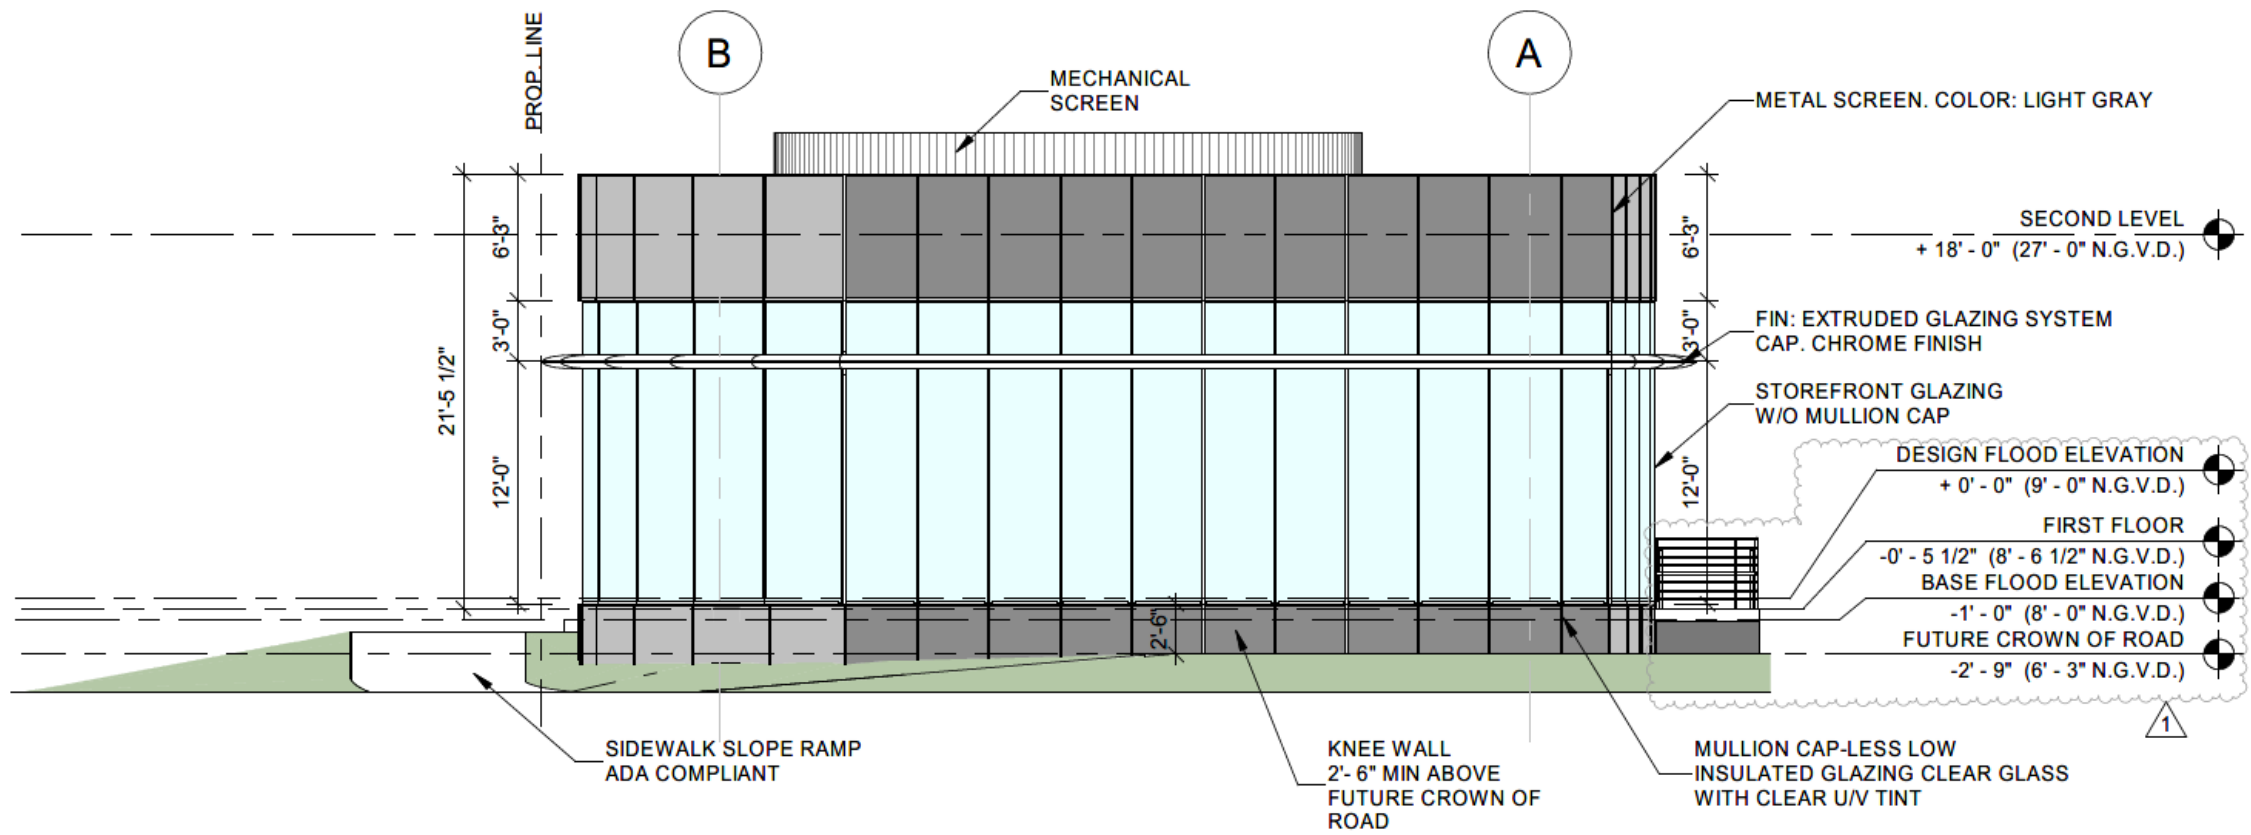 PROP. LINE
B
A
MECHANICAL
SCREEN
METAL SCREEN. COLOR: LIGHT GRAY
6'-3"
6'-3"
SECOND LEVEL
+ 18' - 0" (27' - 0" N.G.V.D.)
3'-0"
3'-0"
FIN: EXTRUDED GLAZING SYSTEM
CAP. CHROME FINISH
21'-5 1/2"
STOREFRONT GLAZING
W/O MULLION CAP
12'-0"
12'-0"
DESIGN FLOOD ELEVATION
+ 0' - 0" (9' - 0" N.G.V.D.)
FIRST FLOOR
-0' - 5 1/2" (8' - 6 1/2" N.G.V.D.)
BASE FLOOD ELEVATION
-1' - 0" (8' - 0" N.G.V.D.)
2'-6"
FUTURE CROWN OF ROAD
-2' - 9" (6' - 3" N.G.V.D.)
1
SIDEWALK SLOPE RAMP
ADA COMPLIANT
KNEE WALL
2'- 6" MIN ABOVE
FUTURE CROWN OF
ROAD
MULLION CAP-LESS LOW
INSULATED GLAZING CLEAR GLASS
WITH CLEAR U/V TINT